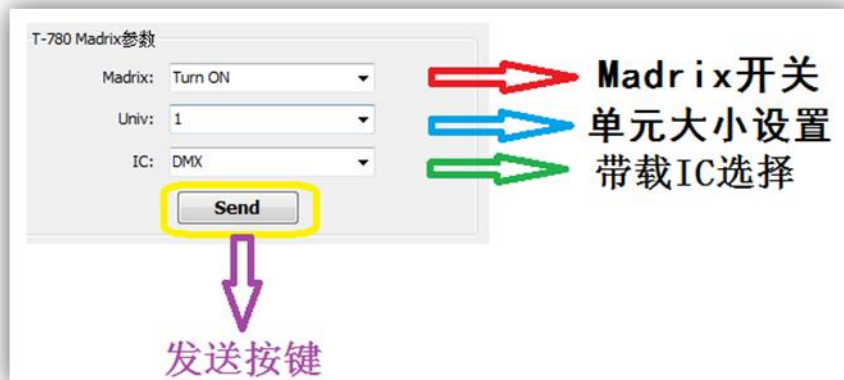 T-780 Madrix参数
Madrix: Turn ON
Madrix开关
Univ: 1
单元大小设置
IC: DMX
带载IC选择
Send
发送按键